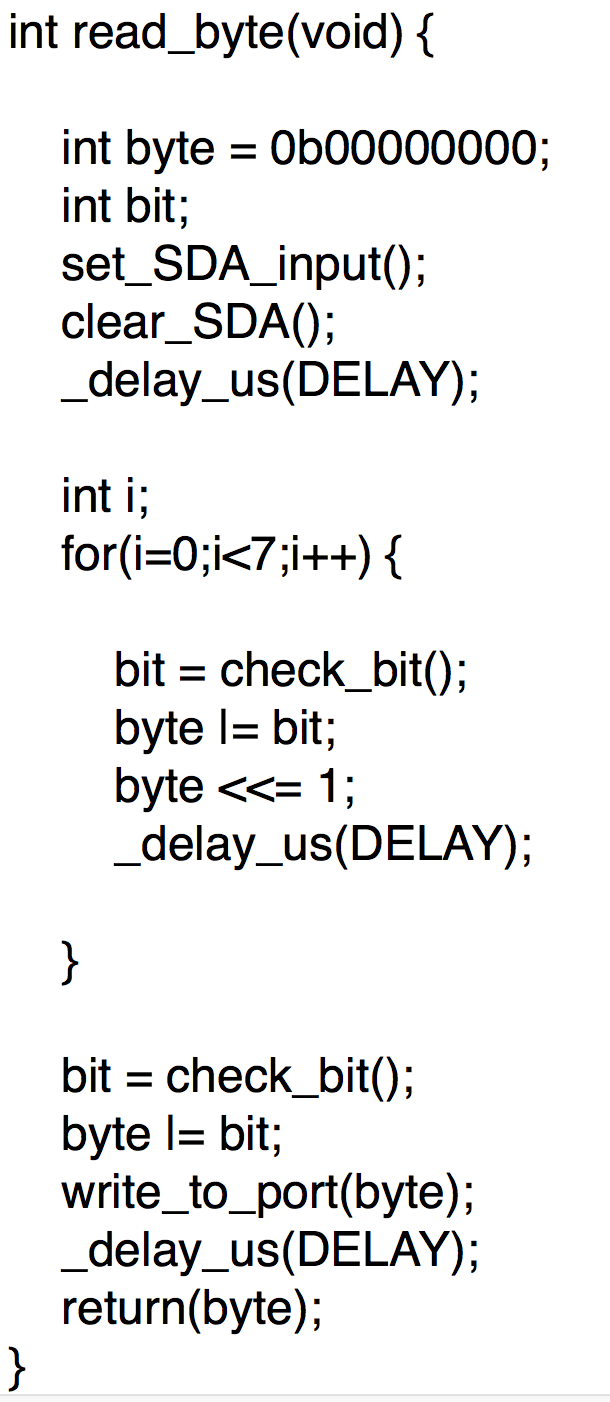 int read_byte(void) {
int byte = 0b00000000;
int bit;
set_SDA_input();
clear_SDA();
_delay_us(DELAY);
int i;
for(i=0;i<7;i++) {
bit = check_bit();
byte |= bit;
byte <<= 1;
_delay_us(DELAY);
}
bit = check_bit();
byte |= bit;
write_to_port(byte);
_delay_us(DELAY);
return(byte);
}